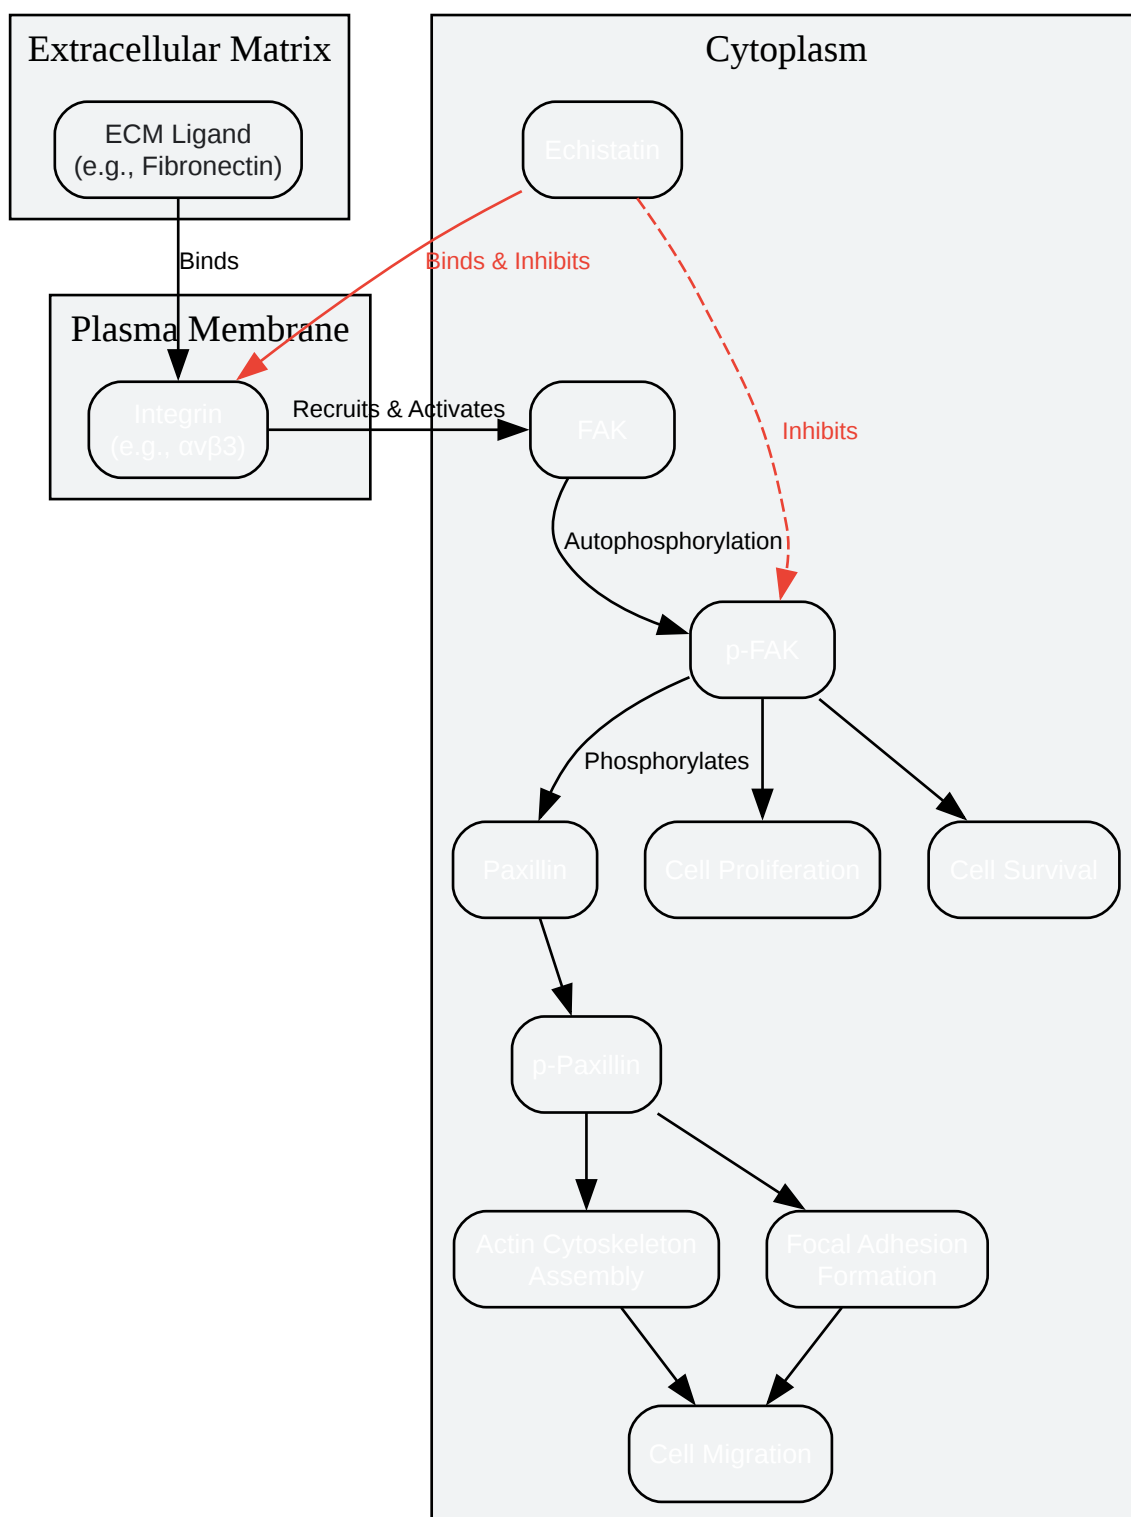 Extracellular Matrix
Cytoplasm
ECM Ligand
(e.g., Fibronectin)
Echistatin
Binds
Binds & Inhibits
Plasma Membrane
Integrin
(e.g., αvβ3)
Recruits & Activates
FAK
Inhibits
Autophosphorylation
p-FAK
Phosphorylates
Paxillin
Cell Proliferation
Cell Survival
p-Paxillin
Actin Cytoskeleton
Assembly
Focal Adhesion
Formation
Cell Migration